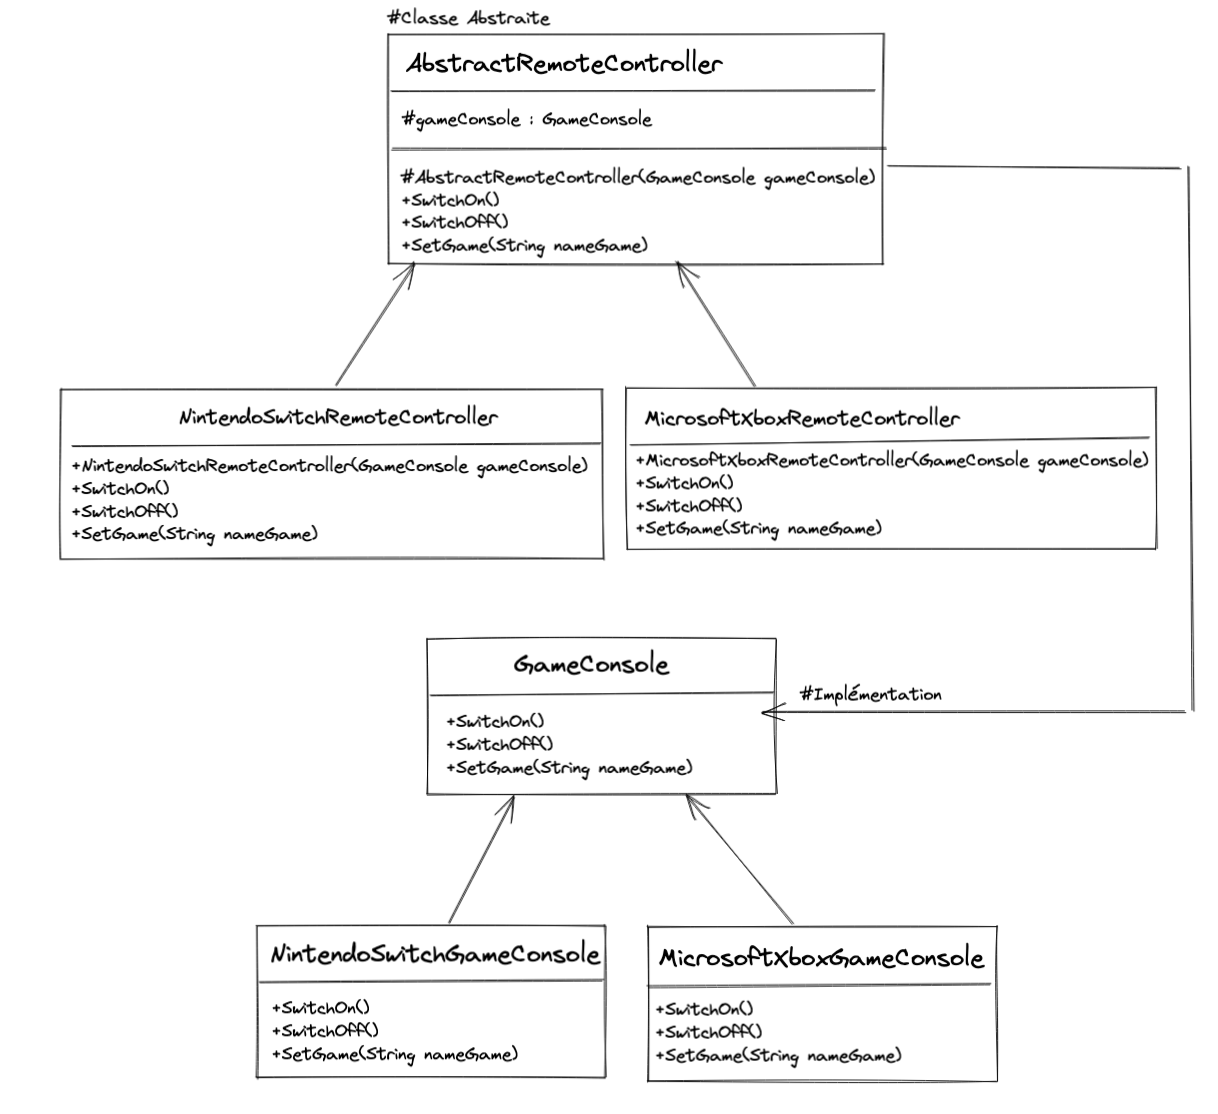 #Classe Abstraite
AbstractRemoteController
#gameConsole : GameConsole
#AbstractRemoteController(GameConsole gameConsole)
+SwitchOn()
+SwitchOff()
+SetGame(String nameGame)
NintendoSwitchRemoteController
+NintendoSwitchRemoteController(GameConsole gameConsole)
+SwitchOn()
+SwitchOff()
+SetGame(String nameGame)
MicrosoftXboxRemoteController
+MicrosoftXboxRemoteController(GameConsole gameConsole)
+SwitchOn()
+SwitchOff()
+SetGame(String nameGame)
GameConsole
+SwitchOn()
+SwitchOff()
+SetGame(String nameGame)
#Implémentation
NintendoSwitchGameConsole
+SwitchOn()
+SwitchOff()
+SetGame(String nameGame)
MicrosoftXboxGameConsole
+SwitchOn()
+SwitchOff()
+SetGame(String nameGame)